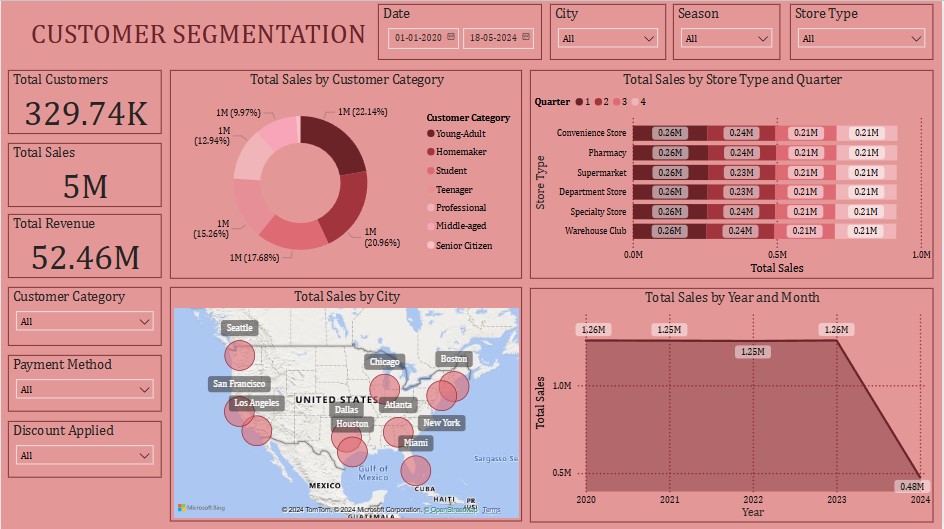 CUSTOMER SEGMENTATION
Date
01-01-2020
18-05-2024
City
All
Season
All
Store Type
All
Total Customers
329.74K
Total Sales
5M
Total Revenue
52.46M
Customer Category
All
Payment Method
All
Discount Applied
All
Total Sales by Customer Category
1M (22.14%)
1M
(20.96%)
1M (17.68%)
1M
(15.26%)
1M
(12.94%)
1M (9.97%)
Customer Category
Young-Adult
Homemaker
Student
Teenager
Professional
Middle-aged
Senior Citizen
Total Sales by Store Type and Quarter
Quarter 1 2 3 4
Store Type
Convenience Store 0.26M 0.24M 0.21M 0.21M
Pharmacy 0.26M 0.24M 0.21M 0.21M
Supermarket 0.26M 0.23M 0.21M 0.21M
Department Store 0.26M 0.23M 0.21M 0.21M
Specialty Store 0.26M 0.24M 0.21M 0.21M
Warehouse Club 0.26M 0.24M 0.21M 0.21M
0.0M 0.5M 1.0M
Total Sales
Total Sales by City
Seattle
Chicago
Boston
San Francisco
UNITED STATES
Los Angeles
Dallas
Atlanta
Houston
New York
Miami
Sargasso Se
Gulf of
Mexico
MEXICO
CUBA
HAITI
PR
(US)
GUATEMALA
Microsoft Bing
© 2024 TomTom, © 2024 Microsoft Corporation, © OpenStreetMap Terms
Total Sales by Year and Month
1.26M
1.25M
1.25M
1.26M
0.48M
Total Sales
1.0M
0.5M
2020 2021 2022 2023 2024
Year